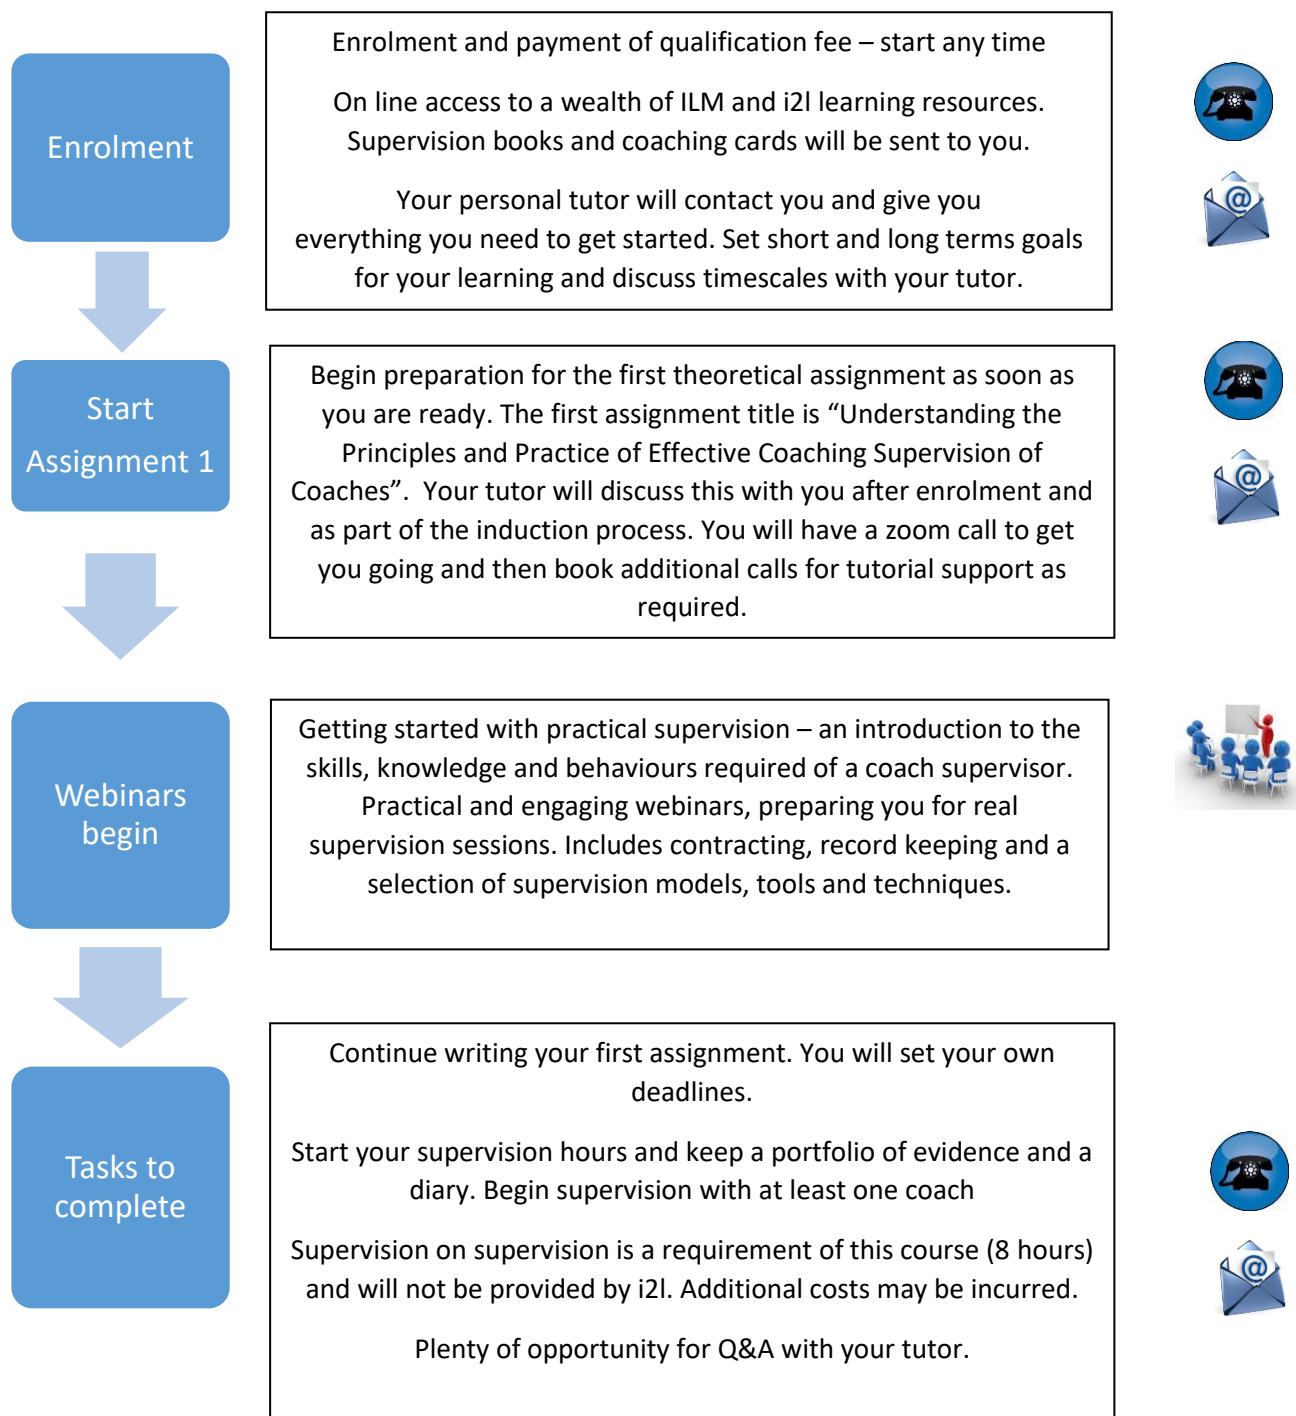 Enrolment
Enrolment and payment of qualification fee – start any time
On line access to a wealth of ILM and i2l learning resources.
Supervision books and coaching cards will be sent to you.
Your personal tutor will contact you and give you
everything you need to get started. Set short and long terms goals
for your learning and discuss timescales with your tutor.
@
Start
Assignment 1
Begin preparation for the first theoretical assignment as soon as
you are ready. The first assignment title is “Understanding the
Principles and Practice of Effective Coaching Supervision of
Coaches”.  Your tutor will discuss this with you after enrolment and
as part of the induction process. You will have a zoom call to get
you going and then book additional calls for tutorial support as
required.
@
Webinars
begin
Getting started with practical supervision – an introduction to the
skills, knowledge and behaviours required of a coach supervisor.
Practical and engaging webinars, preparing you for real
supervision sessions. Includes contracting, record keeping and a
selection of supervision models, tools and techniques.
Tasks to
complete
Continue writing your first assignment. You will set your own
deadlines.
Start your supervision hours and keep a portfolio of evidence and a
diary. Begin supervision with at least one coach
Supervision on supervision is a requirement of this course (8 hours)
and will not be provided by i2l. Additional costs may be incurred.
Plenty of opportunity for Q&A with your tutor.
@